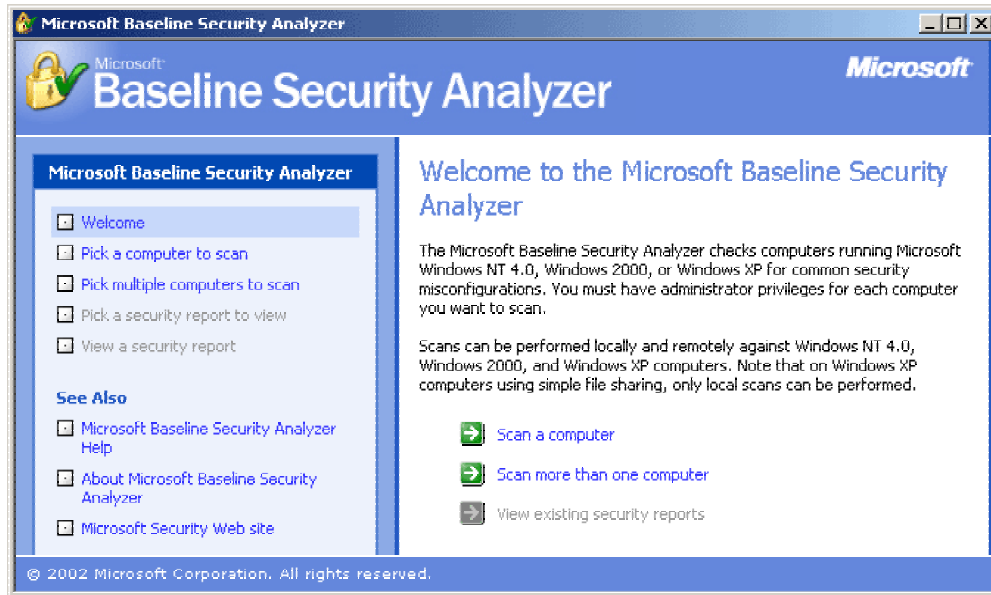 Microsoft Baseline Security Analyzer
Microsoft
Baseline Security Analyzer
Microsoft
Microsoft Baseline Security Analyzer
Welcome
Pick a computer to scan
Pick multiple computers to scan
Pick a security report to view
View a security report
See Also
Microsoft Baseline Security Analyzer
Help
About Microsoft Baseline Security
Analyzer
Microsoft Security Web site
Welcome to the Microsoft Baseline Security
Analyzer
The Microsoft Baseline Security Analyzer checks computers running Microsoft
Windows NT 4.0, Windows 2000, or Windows XP for common security
misconfigurations. You must have administrator privileges for each computer
you want to scan.
Scans can be performed locally and remotely against Windows NT 4.0,
Windows 2000, and Windows XP computers. Note that on Windows XP
computers using simple file sharing, only local scans can be performed.
Scan a computer
Scan more than one computer
View existing security reports
© 2002 Microsoft Corporation. All rights reserved.